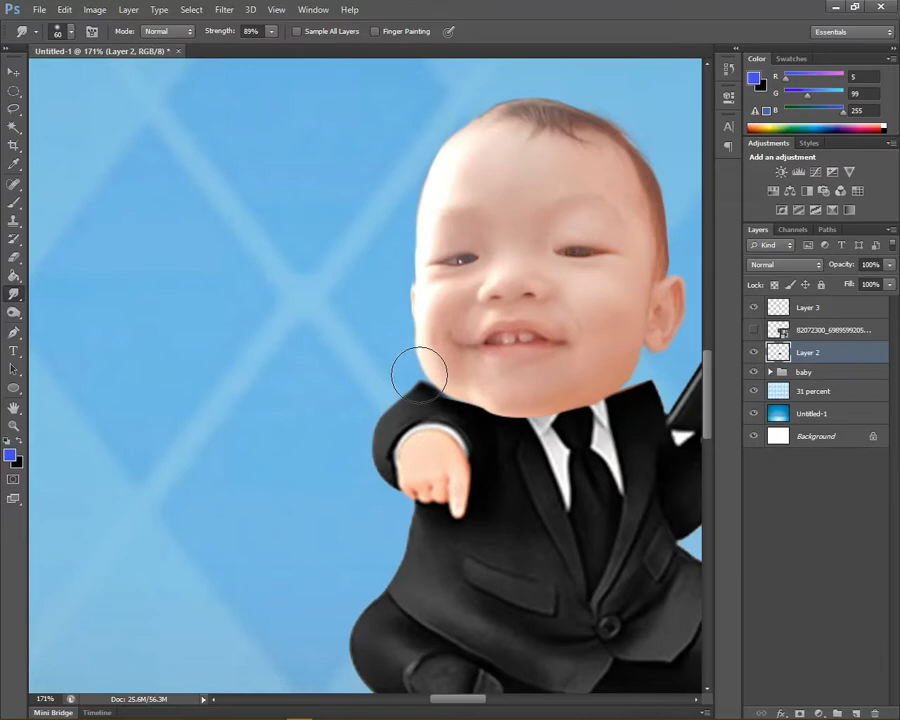 Ps File Edit Image Layer Type Select Filter 3D View Window Help
60 Mode: Normal Strength: 89% Sample All Layers Finger Painting Essentials
Untitled-1 @ 171% (Layer 2, RGB/8) * ×
Color Swatches
R 5
G 99
B 255
Adjustments Styles
Add an adjustment
Layers Channels Paths
Kind
Normal Opacity: 100%
Lock: Fill: 100%
Layer 3
82072300_6989599205...
Layer 2
baby
31 percent
Untitled-1
Background
171% Doc: 25.6M/56.3M
Mini Bridge Timeline